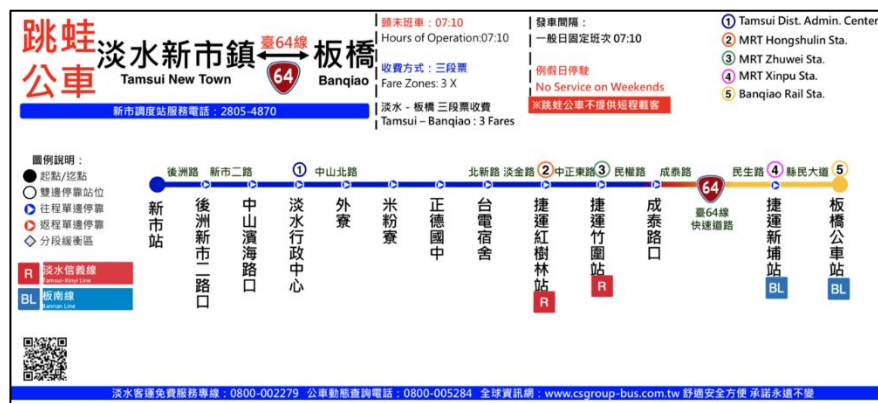 跳蛙
公車
淡水新市鎮
臺64線
板橋
Tamsui New Town
64
Banqiao
新市調度站服務電話：2805-4870
頭末班車：07:10
Hours of Operation:07:10
收費方式：三段票
Fare Zones: 3 X
淡水 - 板橋 三段票收費
Tamsui – Banqiao : 3 Fares
發車間隔：
一般日固定班次 07:10
例假日停駛
No Service on Weekends
※跳蛙公車不提供短程載客
① Tamsui Dist. Admin. Center
② MRT Hongshulin Sta.
③ MRT Zhuwei Sta.
④ MRT Xinpu Sta.
⑤ Banqiao Rail Sta.
圖例說明：
起點/迄點
雙邊停靠站位
往程單邊停靠
返程單邊停靠
分段緩衝區
R 淡水信義線
Tamsui-Xinyi Line
BL 板南線
Bannan Line
後洲路 新市二路 ① 中山北路 北新路 淡金路 ② 中正東路 ③ 民權路 成泰路 64 民生路 ④ 縣民大道 ⑤
臺64線
快速道路
新市站
後洲新市二路口
中山濱海路口
淡水行政中心
外寮
米粉寮
正德國中
台電宿舍
捷運紅樹林站
R
捷運竹圍站
R
成泰路口
捷運新埔站
BL
板橋公車站
BL
淡水客運免費服務專線：0800-002279 公車動態查詢電話：0800-005284 全球資訊網：www.csgroup-bus.com.tw 舒適安全方便 承諾永遠不變